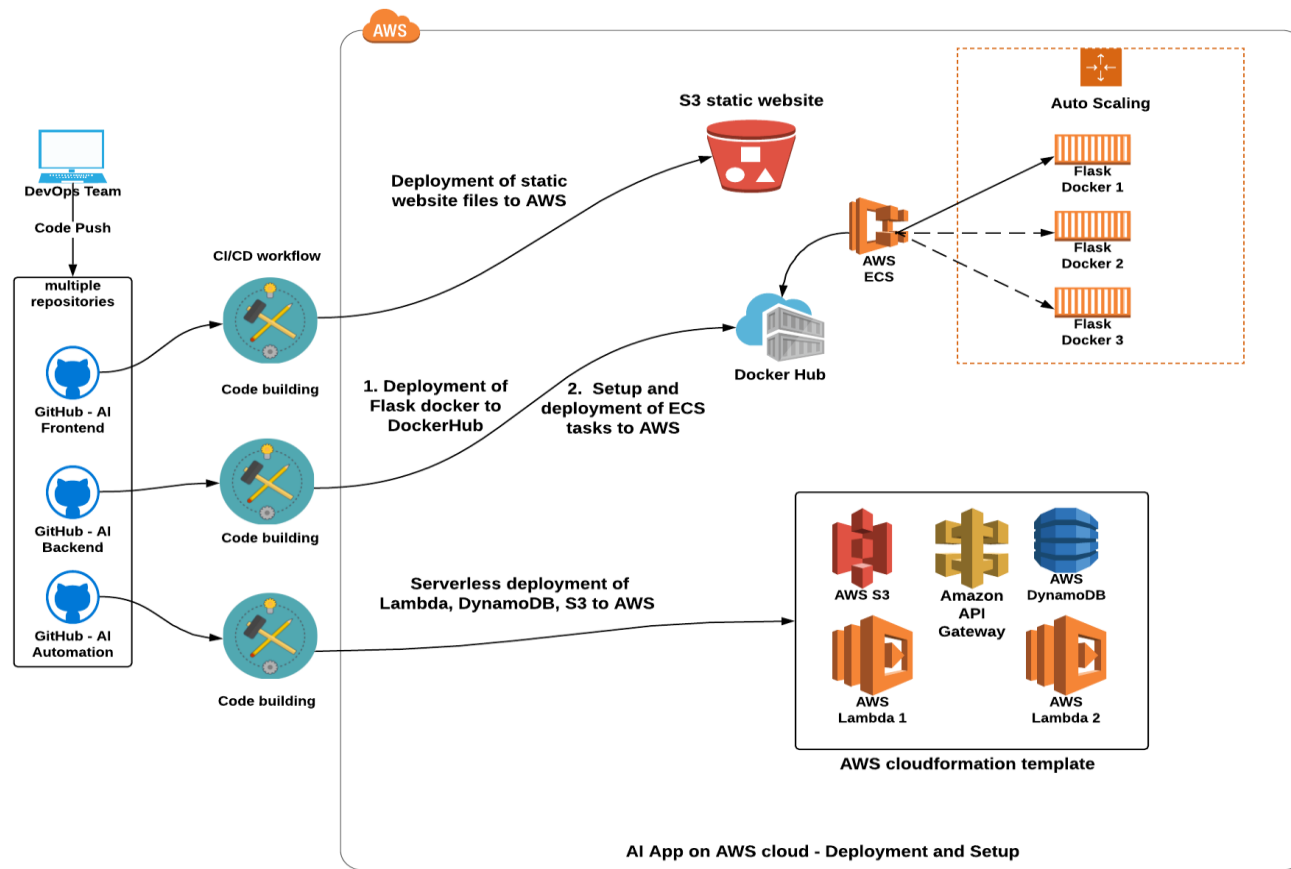 AWS
S3 static website
Auto Scaling
DevOps Team
Code Push
multiple
repositories
GitHub - AI
Frontend
GitHub - AI
Backend
GitHub - AI
Automation
CI/CD workflow
Code building
Code building
Code building
Deployment of static
website files to AWS
1. Deployment of
Flask docker to
DockerHub
2.  Setup and
deployment of ECS
tasks to AWS
Serverless deployment of
Lambda, DynamoDB, S3 to AWS
AWS
ECS
Docker Hub
Flask
Docker 1
Flask
Docker 2
Flask
Docker 3
AWS S3
Amazon
API
Gateway
AWS
DynamoDB
AWS
Lambda 1
AWS
Lambda 2
AWS cloudformation template
AI App on AWS cloud - Deployment and Setup